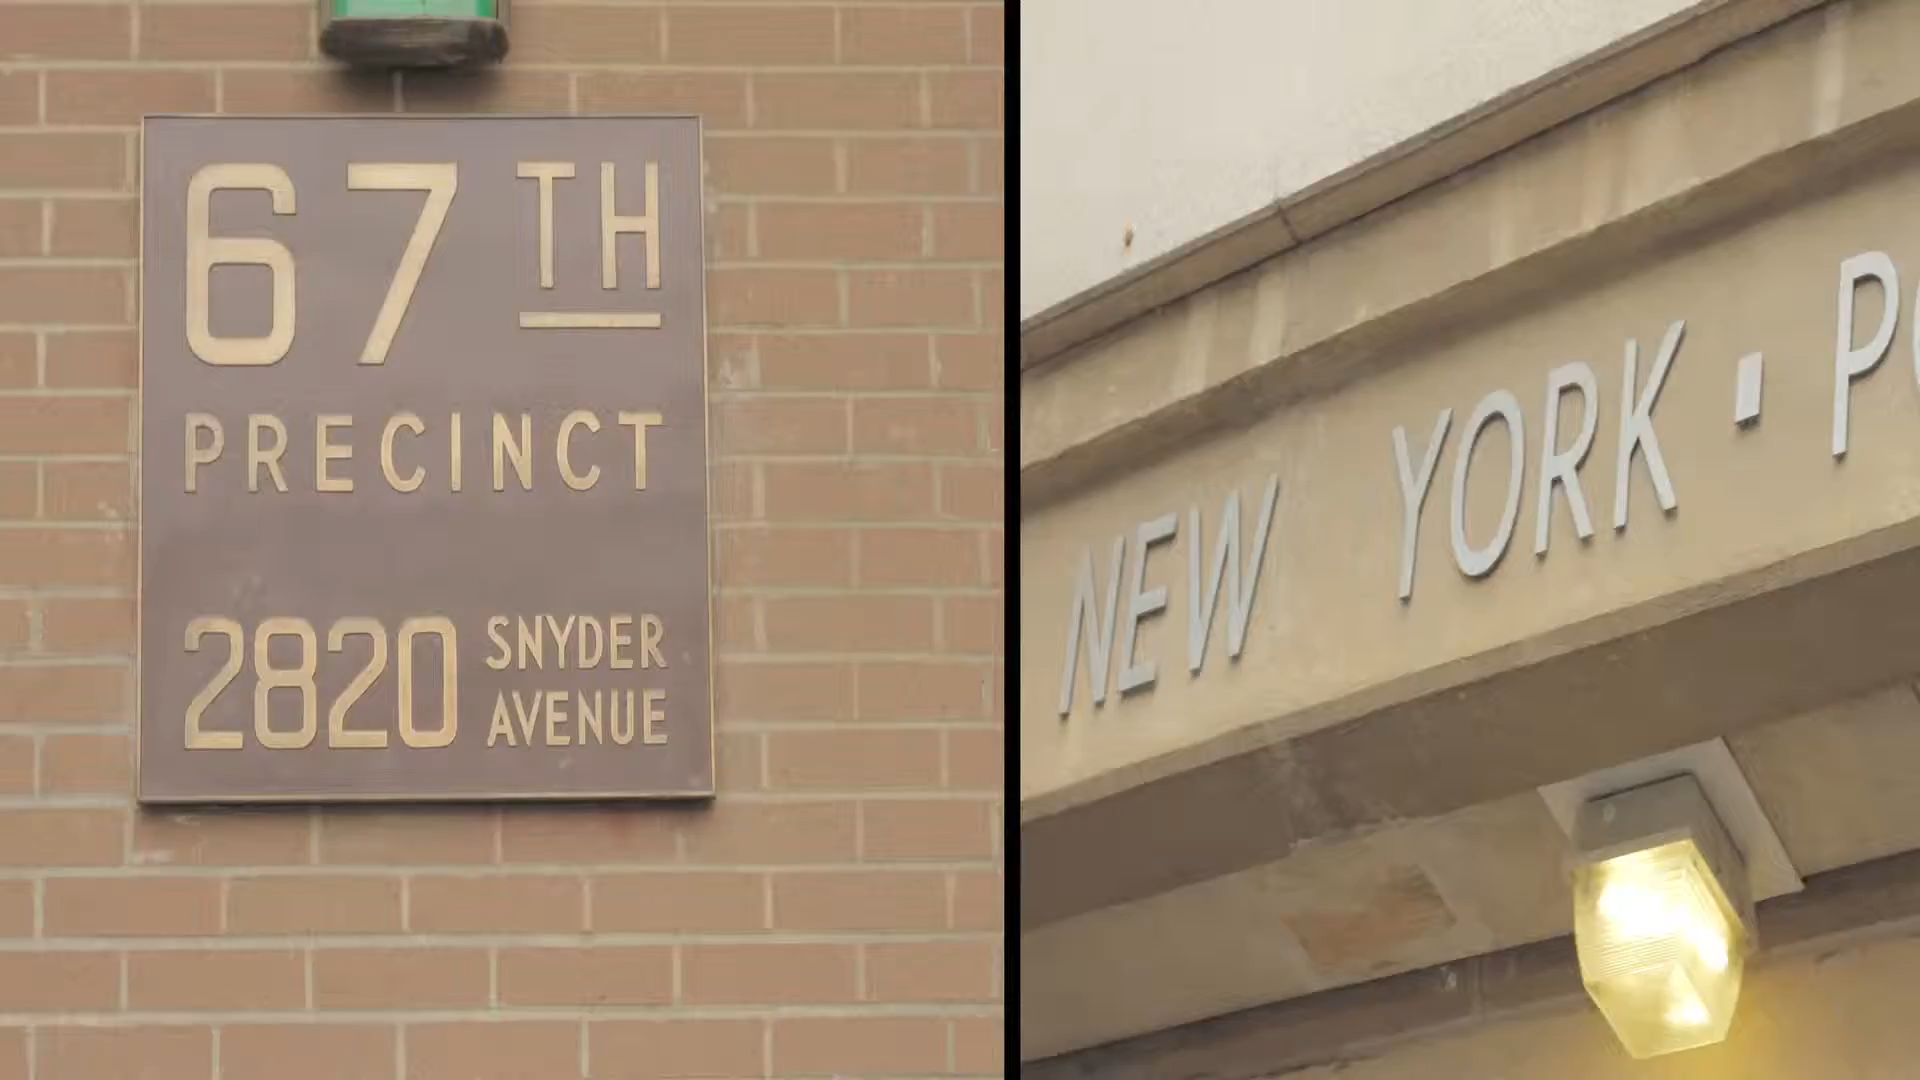 67TH
PRECINCT
2820 SNYDER
AVENUE
NEW YORK ▪